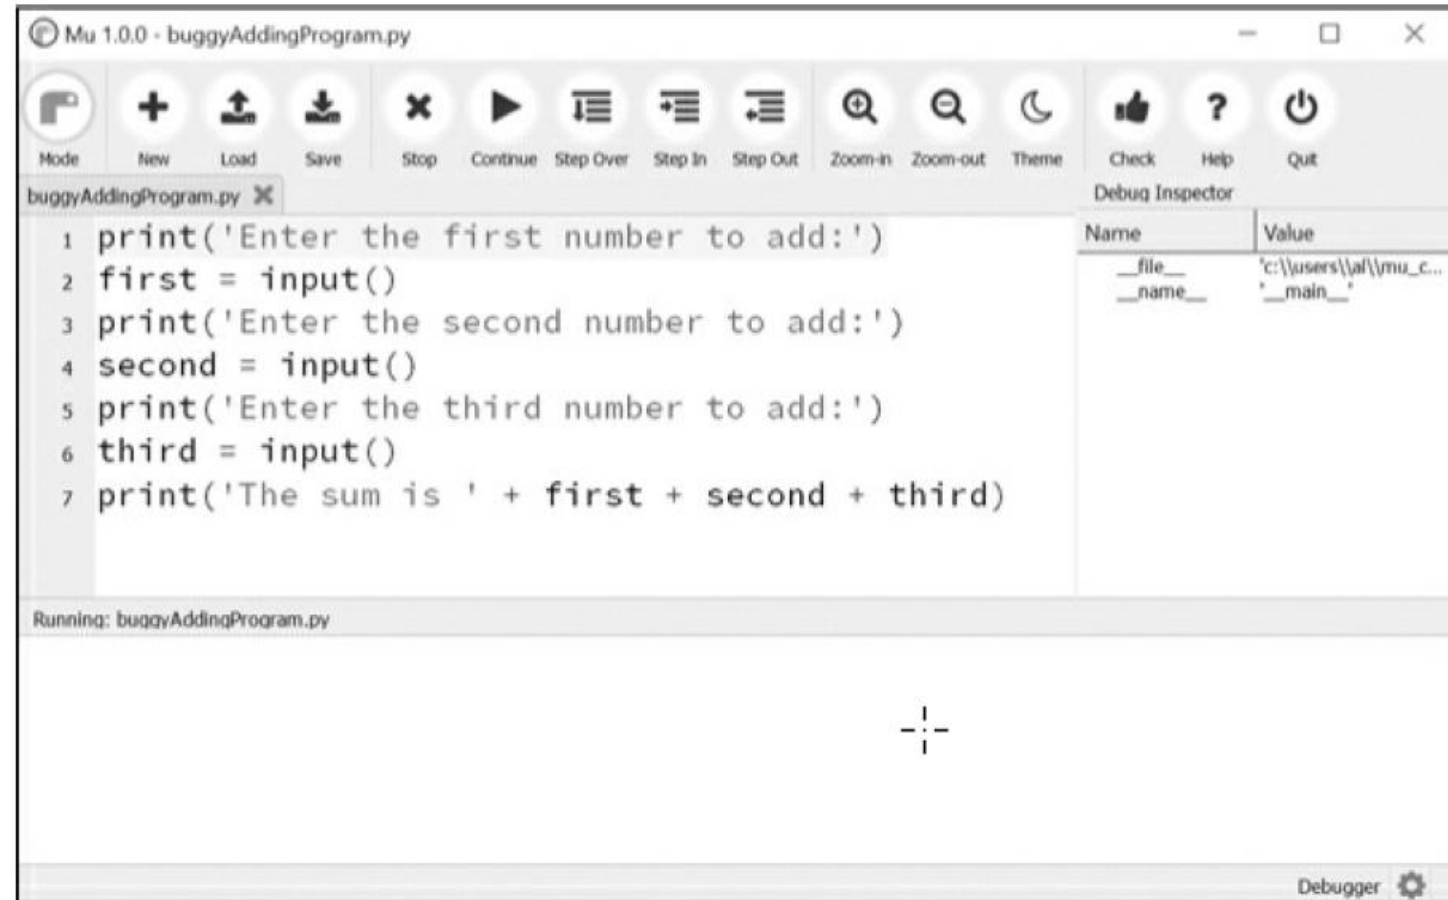 Mu 1.0.0 - buggyAddingProgram.py
Mode New Load Save Stop Continue Step Over Step In Step Out Zoom-in Zoom-out Theme Check Help Quit
buggyAddingProgram.py
Debug Inspector
1 print('Enter the first number to add:')
2 first = input()
3 print('Enter the second number to add:')
4 second = input()
5 print('Enter the third number to add:')
6 third = input()
7 print('The sum is ' + first + second + third)
Name Value
__file__ 'c:\\users\\al\\mu_c...
__name__ '__main__'
Running: buggyAddingProgram.py
Debugger